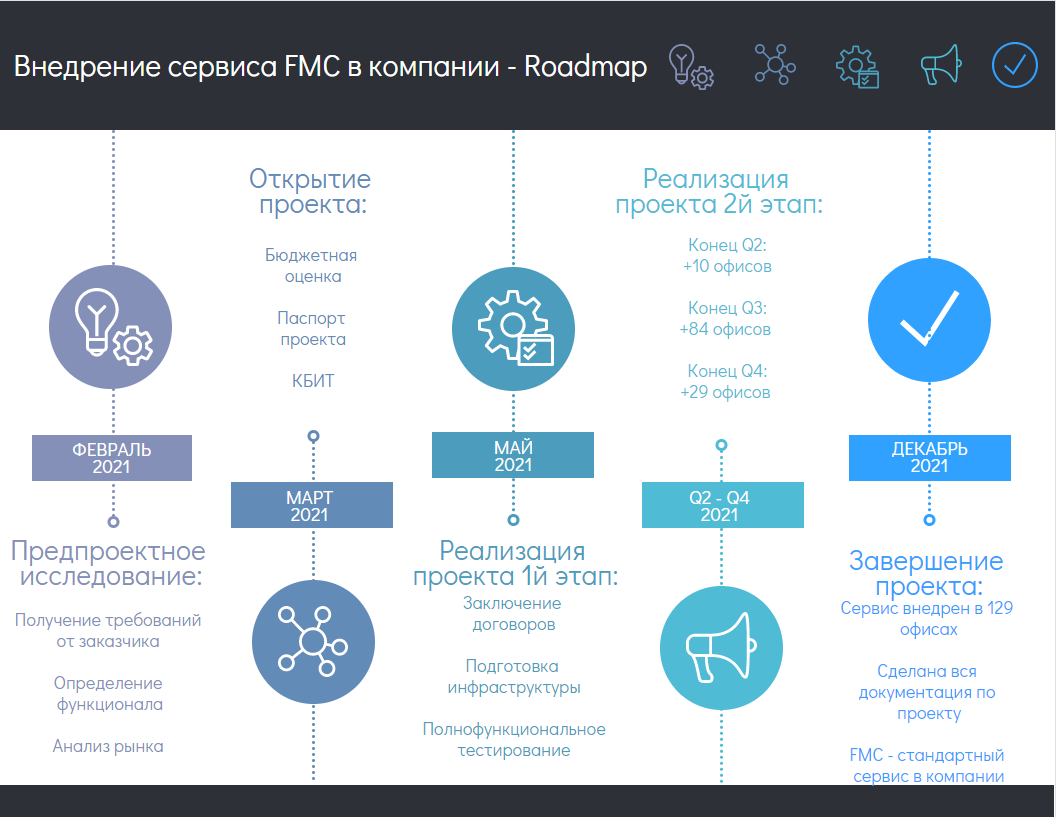 Внедрение сервиса FMC в компании - Roadmap
ФЕВРАЛЬ
2021
Предпроектное
исследование:
Получение требований
от заказчика
Определение
функционала
Анализ рынка
Открытие
проекта:
Бюджетная
оценка
Паспорт
проекта
КБИТ
МАРТ
2021
МАЙ
2021
Реализация
проекта 1й этап:
Заключение
договоров
Подготовка
инфраструктуры
Полнофункциональное
тестирование
Реализация
проекта 2й этап:
Конец Q2:
+10 офисов
Конец Q3:
+84 офисов
Конец Q4:
+29 офисов
Q2 - Q4
2021
ДЕКАБРЬ
2021
Завершение
проекта:
Сервис внедрен в 129
офисах
Сделана вся
документация по
проекту
FMC - стандартный
сервис в компании